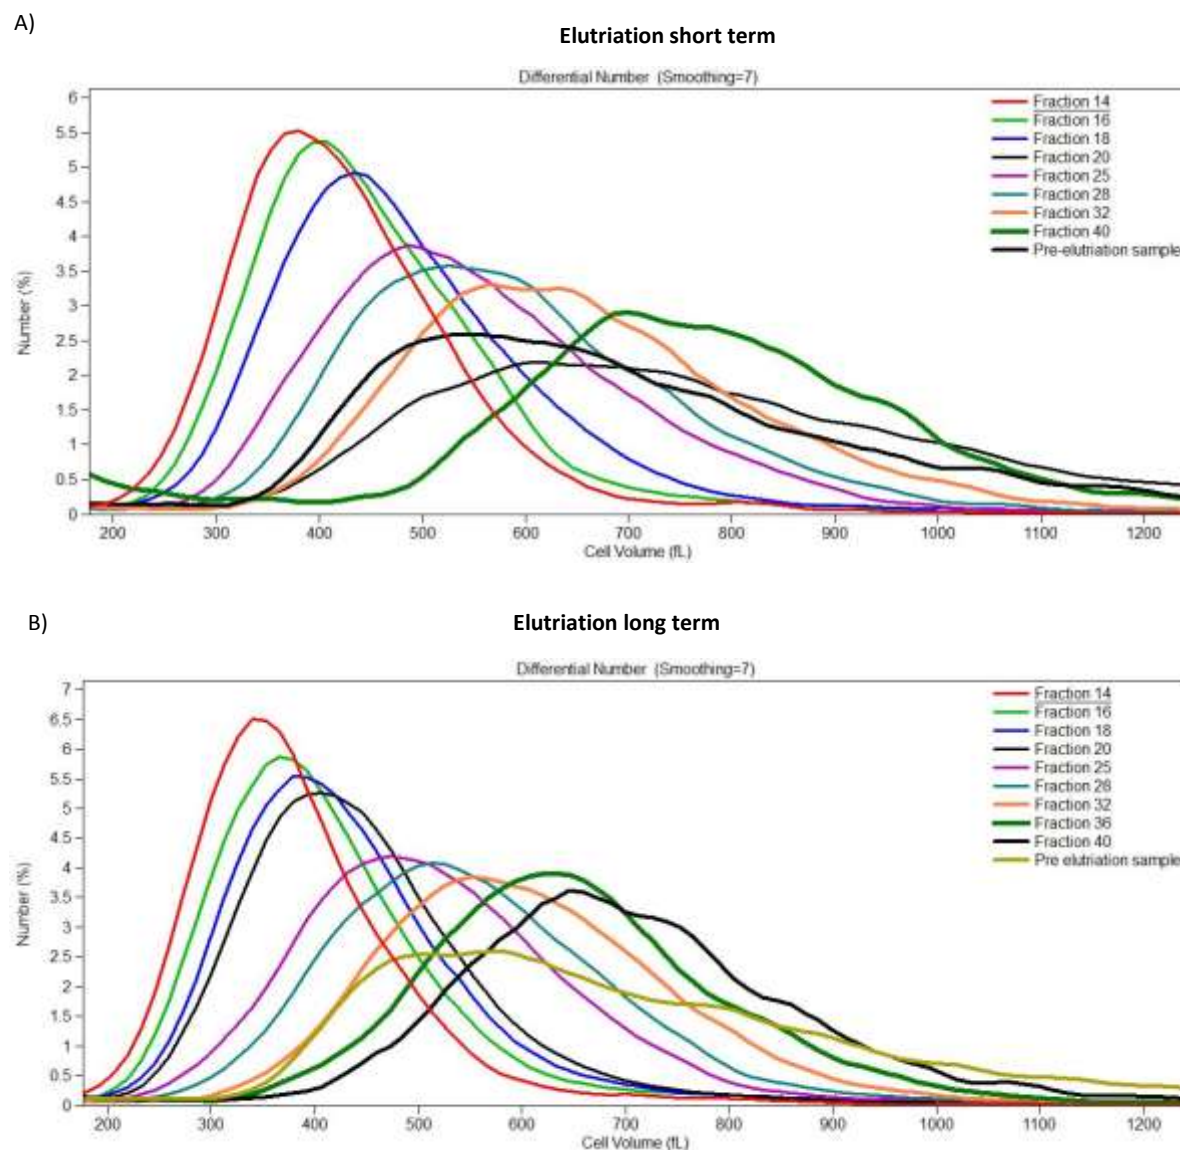 A)
Elutriation short term
Differential Number (Smoothing=7)
6
5.5
5
4.5
4
3.5
3
2.5
2
1.5
1
0.5
0
Number (%)
Fraction 14
Fraction 16
Fraction 18
Fraction 20
Fraction 25
Fraction 28
Fraction 32
Fraction 40
Pre-elutriation sample
200 300 400 500 600 700 800 900 1000 1100 1200
Cell Volume (fL)
B)
Elutriation long term
Differential Number (Smoothing=7)
7
6.5
6
5.5
5
4.5
4
3.5
3
2.5
2
1.5
1
0.5
0
Number (%)
Fraction 14
Fraction 16
Fraction 18
Fraction 20
Fraction 25
Fraction 28
Fraction 32
Fraction 36
Fraction 40
Pre elutriation sample
200 300 400 500 600 700 800 900 1000 1100 1200
Cell Volume (fL)